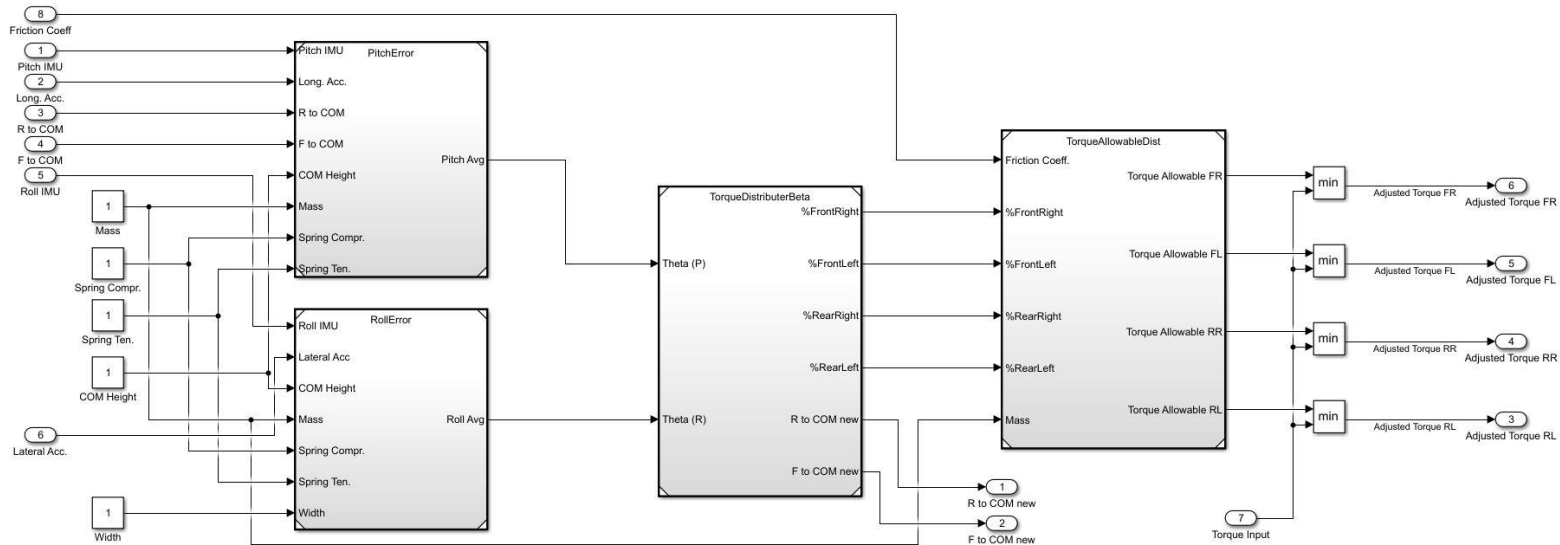 8
Friction Coeff
1
Pitch IMU
2
Long. Acc.
3
R to COM
4
F to COM
5
Roll IMU
1
Mass
1
Spring Compr.
1
Spring Ten.
1
COM Height
6
Lateral Acc.
1
Width
PitchError
Pitch IMU
Long. Acc.
R to COM
F to COM
COM Height
Mass
Spring Compr.
Spring Ten.
Pitch Avg
RollError
Roll IMU
Lateral Acc
COM Height
Mass
Spring Compr.
Spring Ten.
Width
Roll Avg
TorqueDistributerBeta
Theta (P)
Theta (R)
%FrontRight
%FrontLeft
%RearRight
%RearLeft
R to COM new
F to COM new
1
R to COM new
2
F to COM new
TorqueAllowableDist
Friction Coeff.
%FrontRight
%FrontLeft
%RearRight
%RearLeft
Mass
Torque Allowable FR
Torque Allowable FL
Torque Allowable RR
Torque Allowable RL
7
Torque Input
min
Adjusted Torque FR
6
Adjusted Torque FR
min
Adjusted Torque FL
5
Adjusted Torque FL
min
Adjusted Torque RR
4
Adjusted Torque RR
min
Adjusted Torque RL
3
Adjusted Torque RL